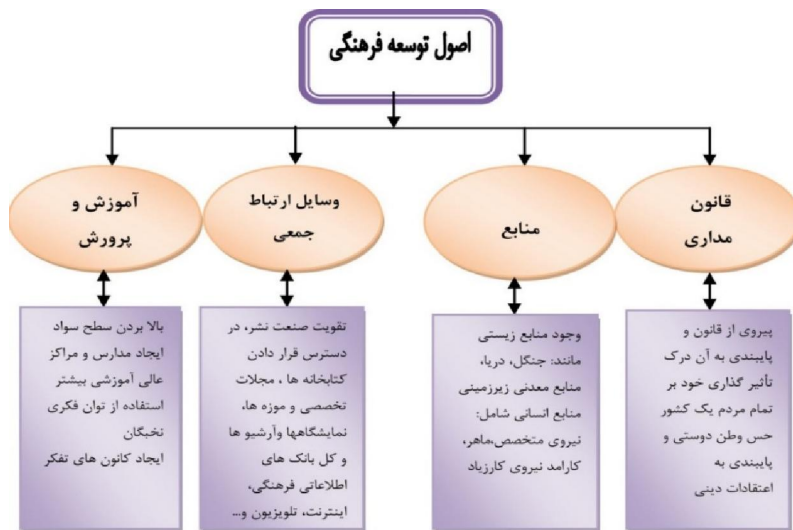 اصول توسعه فرهنگی
قانون
مداری
منابع
وسایل ارتباط
جمعی
آموزش و
پرورش
پیروی از قانون و
پایبندی به آن درک
تأثیر گذاری خود بر
تمام مردم یک کشور
حس وطن دوستی و
پایبندی به
اعتقادات دینی
وجود منابع زیستی
مانند: جنگل، دریا،
منابع معدنی زیرزمینی
منابع انسانی شامل:
نیروی متخصص،ماهر،
کارامد نیروی کارزیاد
تقویت صنعت نشر، در
دسترس قرار دادن
کتابخانه ها ، مجلات
تخصصی و موزه ها،
نمایشگاهها وآرشیو ها
و کل بانک های
اطلاعاتی فرهنگی،
اینترنت، تلویزیون و...
بالا بردن سطح سواد
ایجاد مدارس و مراکز
عالی آموزشی بیشتر
استفاده از توان فکری
نخبگان
ایجاد کانون های تفکر